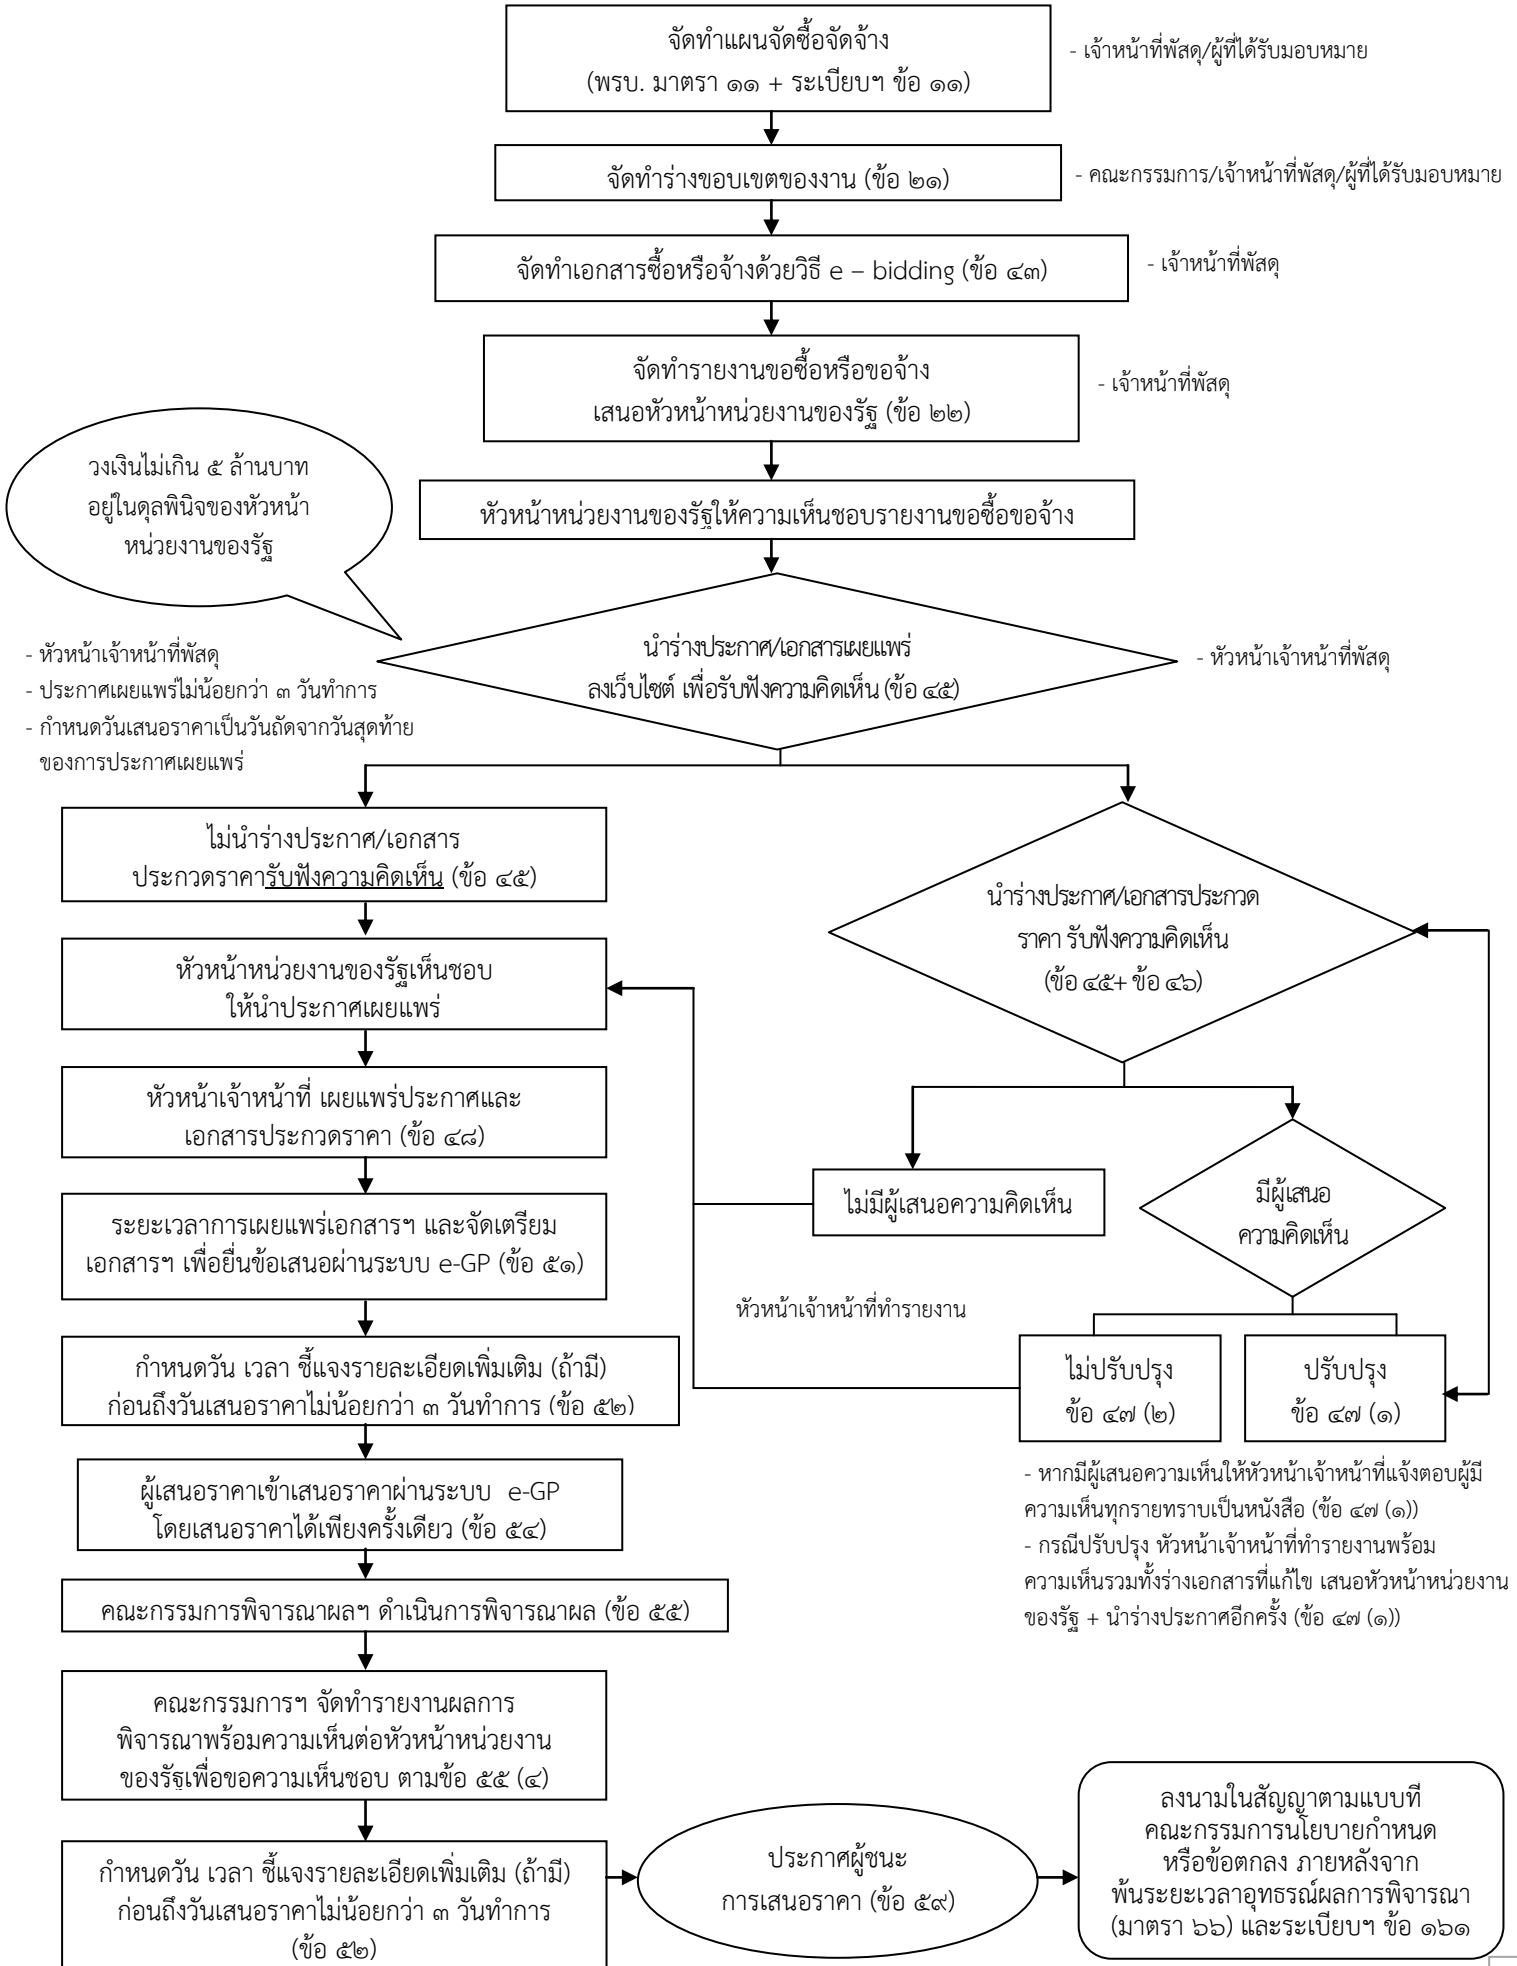 จัดทำแผนจัดซื้อจัดจ้าง
(พรบ. มาตรา ๑๑ + ระเบียบฯ ข้อ ๑๑)
- เจ้าหน้าที่พัสดุ/ผู้ที่ได้รับมอบหมาย
จัดทำร่างขอบเขตของงาน (ข้อ ๒๑)
- คณะกรรมการ/เจ้าหน้าที่พัสดุ/ผู้ที่ได้รับมอบหมาย
จัดทำเอกสารซื้อหรือจ้างด้วยวิธี e – bidding (ข้อ ๔๓)
- เจ้าหน้าที่พัสดุ
จัดทำรายงานขอซื้อหรือขอจ้าง
เสนอหัวหน้าหน่วยงานของรัฐ (ข้อ ๒๒)
- เจ้าหน้าที่พัสดุ
วงเงินไม่เกิน ๕ ล้านบาท
อยู่ในดุลพินิจของหัวหน้า
หน่วยงานของรัฐ
หัวหน้าหน่วยงานของรัฐให้ความเห็นชอบรายงานขอซื้อขอจ้าง
นำร่างประกาศ/เอกสารเผยแพร่
ลงเว็บไซต์ เพื่อรับฟังความคิดเห็น (ข้อ ๔๕)
- หัวหน้าเจ้าหน้าที่พัสดุ
- หัวหน้าเจ้าหน้าที่พัสดุ
- ประกาศเผยแพร่ไม่น้อยกว่า ๓ วันทำการ
- กำหนดวันเสนอราคาเป็นวันถัดจากวันสุดท้าย
ของการประกาศเผยแพร่
ไม่นำร่างประกาศ/เอกสาร
ประกวดราคารับฟังความคิดเห็น (ข้อ ๔๕)
นำร่างประกาศ/เอกสารประกวด
ราคา รับฟังความคิดเห็น
(ข้อ ๔๕+ ข้อ ๔๖)
หัวหน้าหน่วยงานของรัฐเห็นชอบ
ให้นำประกาศเผยแพร่
หัวหน้าเจ้าหน้าที่ เผยแพร่ประกาศและ
เอกสารประกวดราคา (ข้อ ๔๘)
ไม่มีผู้เสนอความคิดเห็น
มีผู้เสนอ
ความคิดเห็น
ระยะเวลาการเผยแพร่เอกสารฯ และจัดเตรียม
เอกสารฯ เพื่อยื่นข้อเสนอผ่านระบบ e-GP (ข้อ ๕๑)
หัวหน้าเจ้าหน้าที่ทำรายงาน
กำหนดวัน เวลา ชี้แจงรายละเอียดเพิ่มเติม (ถ้ามี)
ก่อนถึงวันเสนอราคาไม่น้อยกว่า ๓ วันทำการ (ข้อ ๕๒)
ไม่ปรับปรุง
ข้อ ๔๗ (๒)
ปรับปรุง
ข้อ ๔๗ (๑)
ผู้เสนอราคาเข้าเสนอราคาผ่านระบบ e-GP
โดยเสนอราคาได้เพียงครั้งเดียว (ข้อ ๕๔)
- หากมีผู้เสนอความเห็นให้หัวหน้าเจ้าหน้าที่แจ้งตอบผู้มี
ความเห็นทุกรายทราบเป็นหนังสือ (ข้อ ๔๗ (๑))
- กรณีปรับปรุง หัวหน้าเจ้าหน้าที่ทำรายงานพร้อม
ความเห็นรวมทั้งร่างเอกสารที่แก้ไข เสนอหัวหน้าหน่วยงาน
ของรัฐ + นำร่างประกาศอีกครั้ง (ข้อ ๔๗ (๑))
คณะกรรมการพิจารณาผลฯ ดำเนินการพิจารณาผล (ข้อ ๕๕)
คณะกรรมการฯ จัดทำรายงานผลการ
พิจารณาพร้อมความเห็นต่อหัวหน้าหน่วยงาน
ของรัฐเพื่อขอความเห็นชอบ ตามข้อ ๕๕ (๔)
กำหนดวัน เวลา ชี้แจงรายละเอียดเพิ่มเติม (ถ้ามี)
ก่อนถึงวันเสนอราคาไม่น้อยกว่า ๓ วันทำการ
(ข้อ ๕๒)
ประกาศผู้ชนะ
การเสนอราคา (ข้อ ๕๙)
ลงนามในสัญญาตามแบบที่
คณะกรรมการนโยบายกำหนด
หรือข้อตกลง ภายหลังจาก
พ้นระยะเวลาอุทธรณ์ผลการพิจารณา
(มาตรา ๖๖) และระเบียบฯ ข้อ ๑๖๑